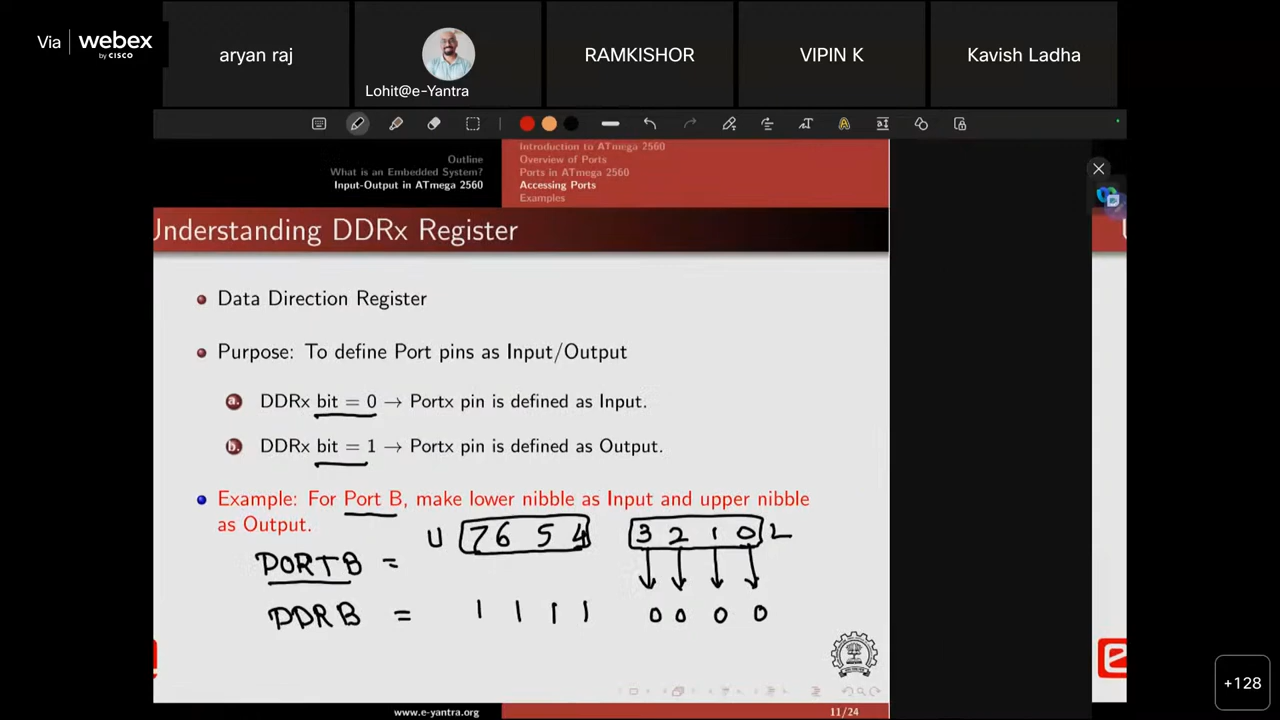 Via webex by CISCO
aryan raj
Lohit@e-Yantra
RAMKISHOR
VIPIN K
Kavish Ladha
Outline
What is an Embedded System?
Input-Output in ATmega 2560
Introduction to ATmega 2560
Overview of Ports
Ports in ATmega 2560
Accessing Ports
Examples
Understanding DDRx Register
Data Direction Register
Purpose: To define Port pins as Input/Output
a. DDRx bit = 0 → Portx pin is defined as Input.
b. DDRx bit = 1 → Portx pin is defined as Output.
Example: For Port B, make lower nibble as Input and upper nibble
as Output.
U 7 6 5 4 3 2 1 0 L
PORTB =
DDRB = 1 1 1 1 0 0 0 0
www.e-yantra.org
11/24
+128